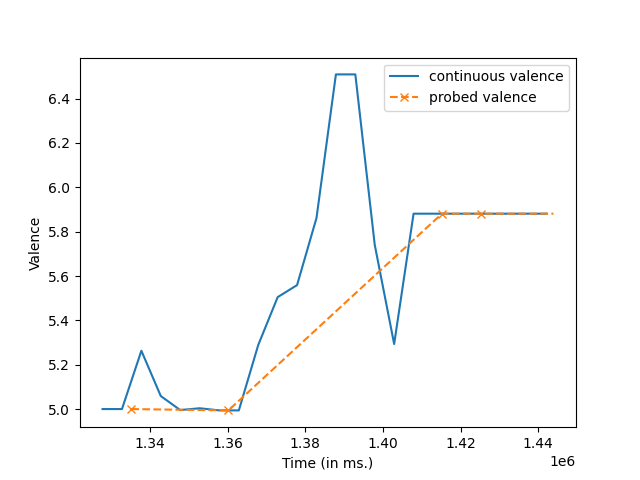 continuous valence
probed valence
6.4
6.2
6.0
5.8
5.6
5.4
5.2
5.0
Valence
1.34
1.36
1.38
1.40
1.42
1.44
1e6
Time (in ms.)